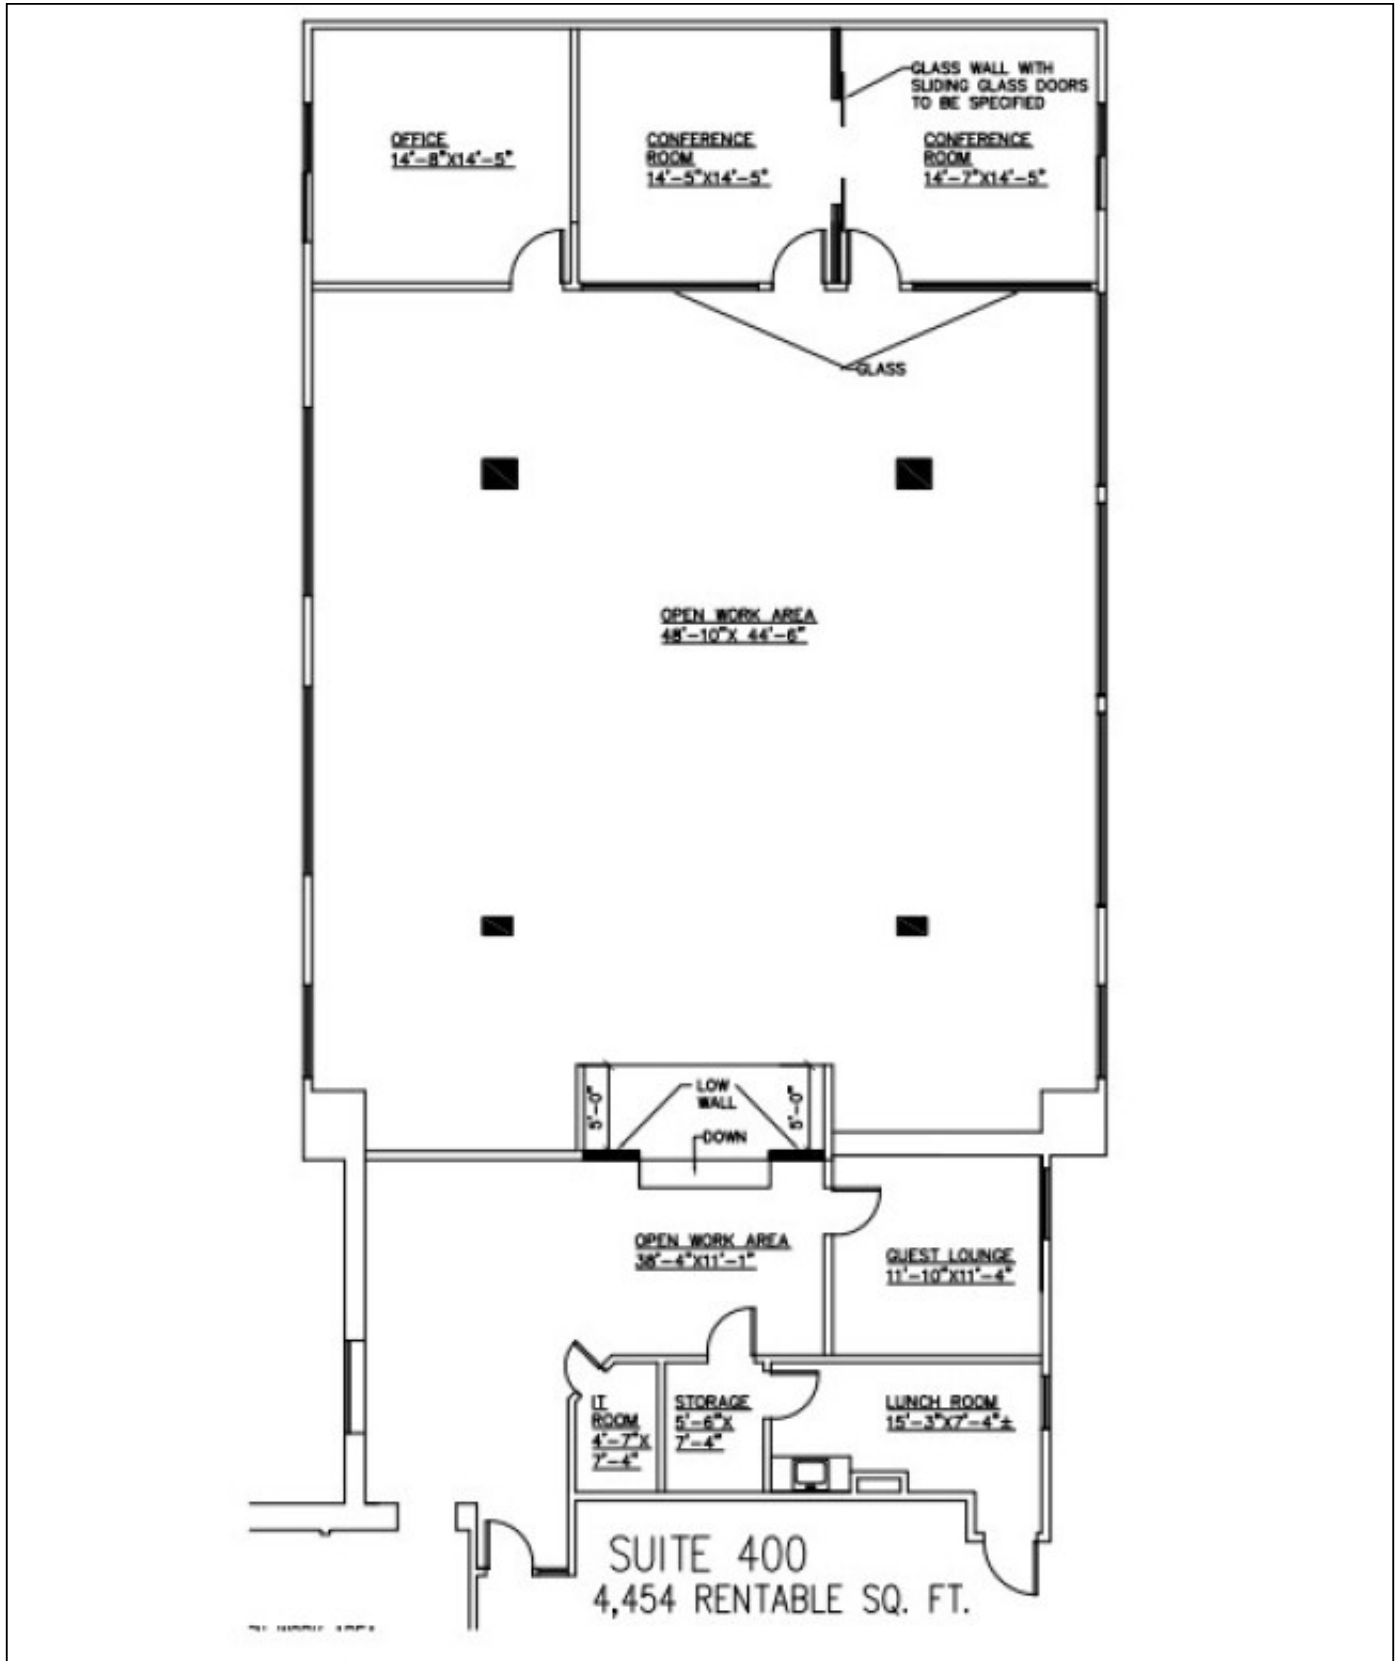 GLASS WALL WITH
SLIDING GLASS DOORS
TO BE SPECIFIED
OFFICE
14'-8"X14'-5"
CONFERENCE
ROOM
14'-5"X14'-5"
CONFERENCE
ROOM
14'-7"X14'-5"
GLASS
OPEN WORK AREA
48'-10"X 44'-6"
5'-0"
LOW
WALL
5'-0"
DOWN
OPEN WORK AREA
38'-4"X11'-1"
GUEST LOUNGE
11'-10"X11'-4"
IT
ROOM
4'-7"X
7'-4"
STORAGE
5'-6"X
7'-4"
LUNCH ROOM
15'-3"X7'-4"±
SUITE 400
4,454 RENTABLE SQ. FT.